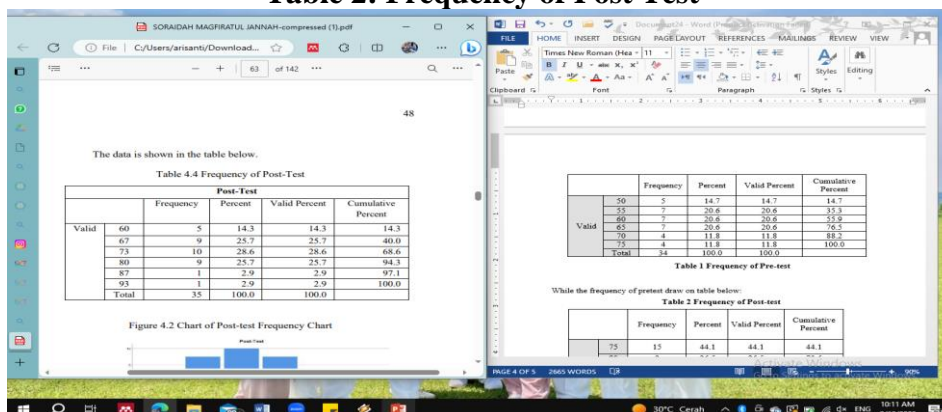 Table 2. Frequency of Post-Test
SORAIDAH MAGFIRATUL JANNAH-compressed (1).pdf
File | C:/Users/arisanti/Download...
63 of 142
48
The data is shown in the table below.
Table 4.4 Frequency of Post-Test
Post-Test
Frequency Percent Valid Percent Cumulative Percent
Valid 60 5 14.3 14.3 14.3
67 9 25.7 25.7 40.0
73 10 28.6 28.6 68.6
80 9 25.7 25.7 94.3
87 1 2.9 2.9 97.1
93 1 2.9 2.9 100.0
Total 35 100.0 100.0
Figure 4.2 Chart of Post-test Frequency Chart
Post-Test
Document24 - Word
FILE HOME INSERT DESIGN PAGE LAYOUT REFERENCES MAILINGS REVIEW VIEW
Times New Roman (Hea 11
Paste
Styles Editing
Clipboard Font Paragraph Styles
Frequency Percent Valid Percent Cumulative Percent
Valid 50 5 14.7 14.7 14.7
55 7 20.6 20.6 35.3
60 7 20.6 20.6 55.9
65 7 20.6 20.6 76.5
70 4 11.8 11.8 88.2
75 4 11.8 11.8 100.0
Total 34 100.0 100.0
Table 1 Frequency of Pre-test
While the frequency of pretest draw on table below:
Table 2 Frequency of Post-test
Frequency Percent Valid Percent Cumulative Percent
75 15 44.1 44.1 44.1
Activate Windows
PAGE 4 OF 5 2665 WORDS
90%
30°C Cerah
ENG
10:11 AM